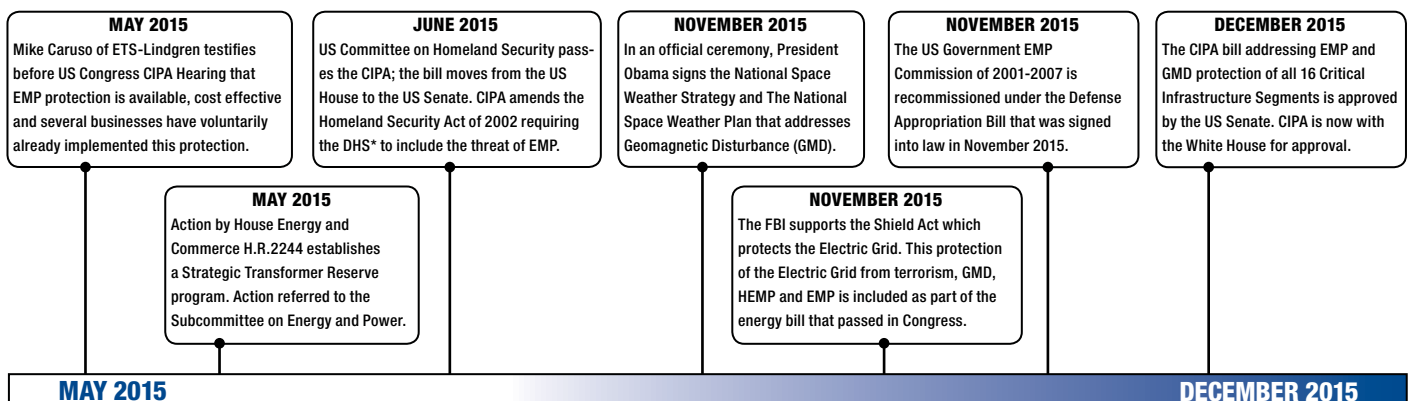 MAY 2015
Mike Caruso of ETS-Lindgren testifies
before US Congress CIPA Hearing that
EMP protection is available, cost effective
and several businesses have voluntarily
already implemented this protection.
JUNE 2015
US Committee on Homeland Security pass-
es the CIPA; the bill moves from the US
House to the US Senate. CIPA amends the
Homeland Security Act of 2002 requiring
the DHS* to include the threat of EMP.
NOVEMBER 2015
In an official ceremony, President
Obama signs the National Space
Weather Strategy and The National
Space Weather Plan that addresses
Geomagnetic Disturbance (GMD).
NOVEMBER 2015
The US Government EMP
Commission of 2001-2007 is
recommissioned under the Defense
Appropriation Bill that was signed
into law in November 2015.
DECEMBER 2015
The CIPA bill addressing EMP and
GMD protection of all 16 Critical
Infrastructure Segments is approved
by the US Senate. CIPA is now with
the White House for approval.
MAY 2015
Action by House Energy and
Commerce H.R.2244 establishes
a Strategic Transformer Reserve
program. Action referred to the
Subcommittee on Energy and Power.
NOVEMBER 2015
The FBI supports the Shield Act which
protects the Electric Grid. This protection
of the Electric Grid from terrorism, GMD,
HEMP and EMP is included as part of the
energy bill that passed in Congress.
MAY 2015
DECEMBER 2015